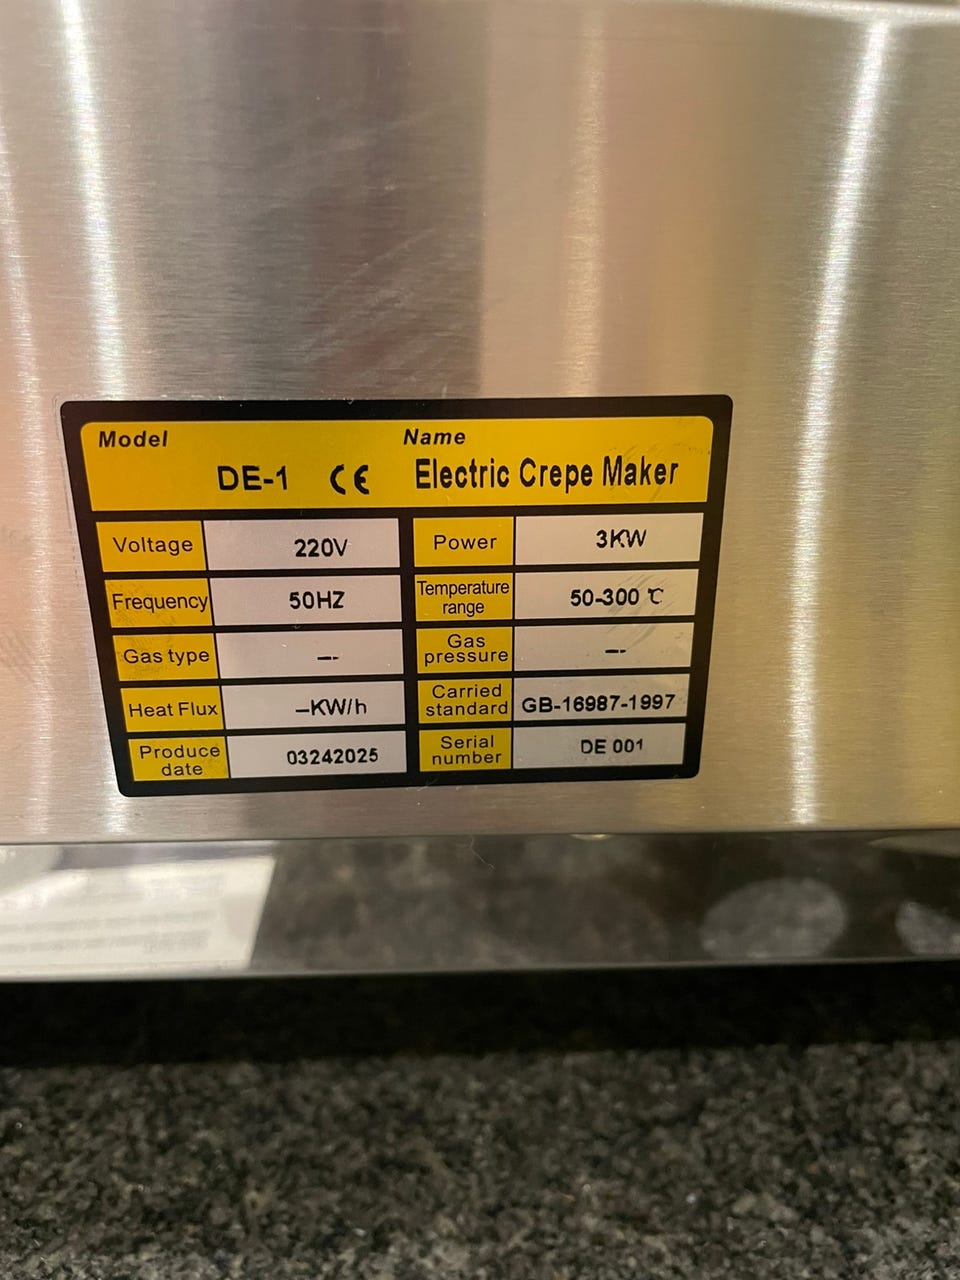 Model Name
DE-1 CE Electric Crepe Maker
Voltage 220V Power 3KW
Frequency 50HZ Temperature range 50-300 ℃
Gas type –- Gas pressure –-
Heat Flux –KW/h Carried standard GB-16987-1997
Produce date 03242025 Serial number DE 001